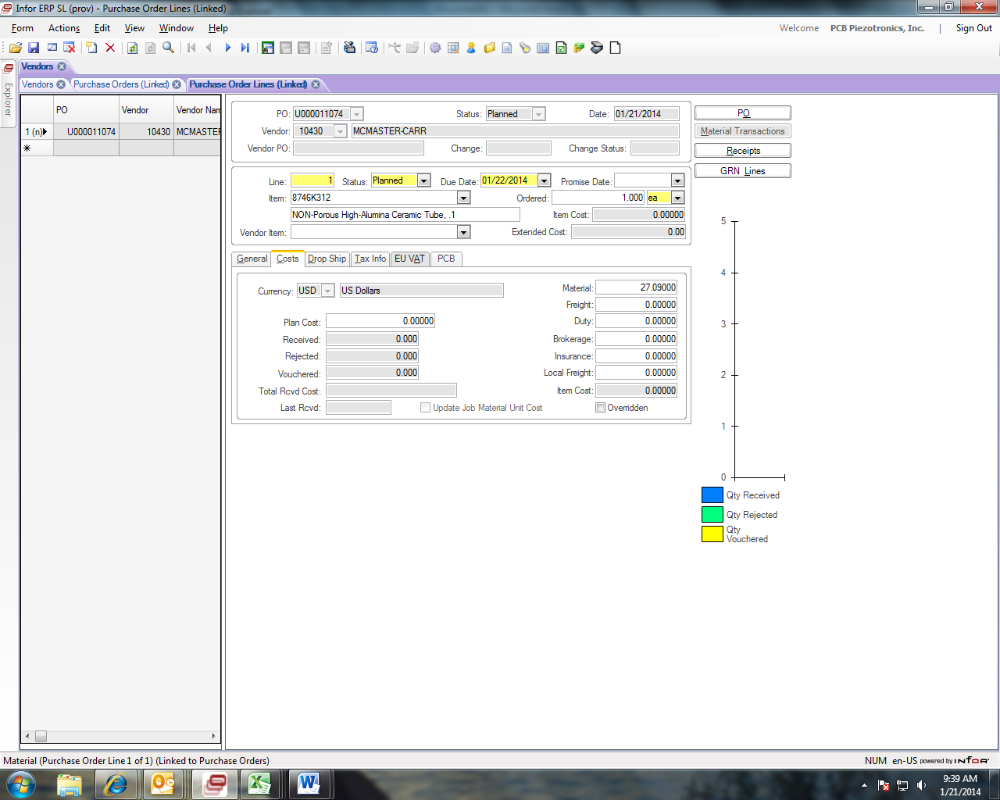 Infor ERP SL (prov) - Purchase Order Lines (Linked)
Form Actions Edit View Window Help
Welcome PCB Piezotronics, Inc. | Sign Out
Explorer
Vendors
Vendors Purchase Orders (Linked) Purchase Order Lines (Linked)
PO Vendor Vendor Nam
1 (n) U000011074 10430 MCMASTER
PO: U000011074 Status: Planned Date: 01/21/2014
Vendor: 10430 MCMASTER-CARR
Vendor PO: Change: Change Status:
PO
Material Transactions
Receipts
GRN Lines
Line: 1 Status: Planned Due Date: 01/22/2014 Promise Date:
Item: 8746K312 Ordered: 1.000 ea
NON-Porous High-Alumina Ceramic Tube, .1 Item Cost: 0.00000
Vendor Item: Extended Cost: 0.00
General Costs Drop Ship Tax Info EU VAT PCB
Currency: USD US Dollars
Plan Cost: 0.00000
Received: 0.000
Rejected: 0.000
Vouchered: 0.000
Total Rcvd Cost:
Last Rcvd: Update Job Material Unit Cost
Material: 27.09000
Freight: 0.00000
Duty: 0.00000
Brokerage: 0.00000
Insurance: 0.00000
Local Freight: 0.00000
Item Cost: 0.00000
Overridden
5
4
3
2
1
0
Qty Received
Qty Rejected
Qty
Vouchered
Material (Purchase Order Line 1 of 1) (Linked to Purchase Orders)
NUM en-US powered by infor
9:39 AM
1/21/2014